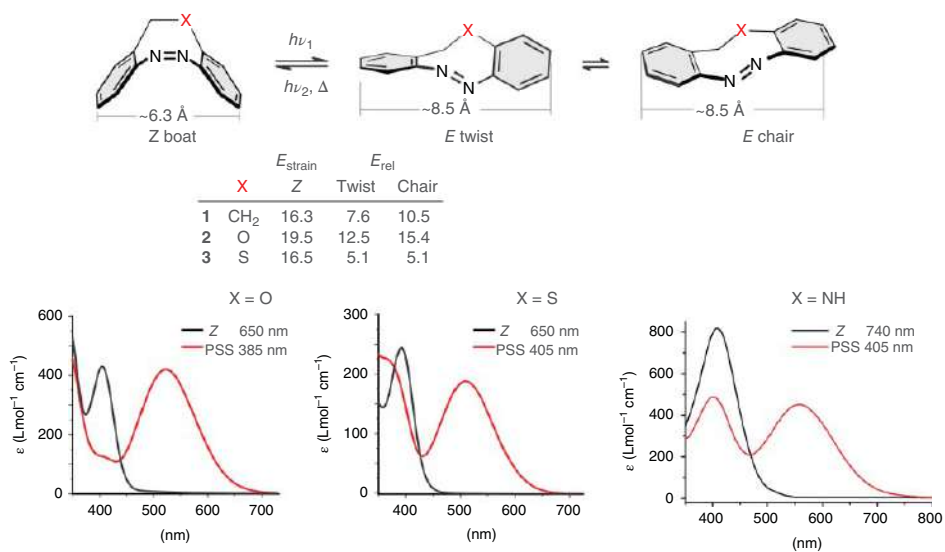 X
N=N
~6.3 Å
Z boat
hν₁
hν₂, Δ
X
N=N
~8.5 Å
E twist
X
N=N
~8.5 Å
E chair
E_strain E_rel
X Z Twist Chair
1 CH₂ 16.3 7.6 10.5
2 O 19.5 12.5 15.4
3 S 16.5 5.1 5.1
X = O
Z 650 nm
PSS 385 nm
600
400
200
0
ε (Lmol⁻¹ cm⁻¹)
400 500 600 700
(nm)
X = S
Z 650 nm
PSS 405 nm
300
200
100
0
ε (Lmol⁻¹ cm⁻¹)
400 500 600 700
(nm)
X = NH
Z 740 nm
PSS 405 nm
800
600
400
200
0
ε (Lmol⁻¹ cm⁻¹)
400 500 600 700 800
(nm)